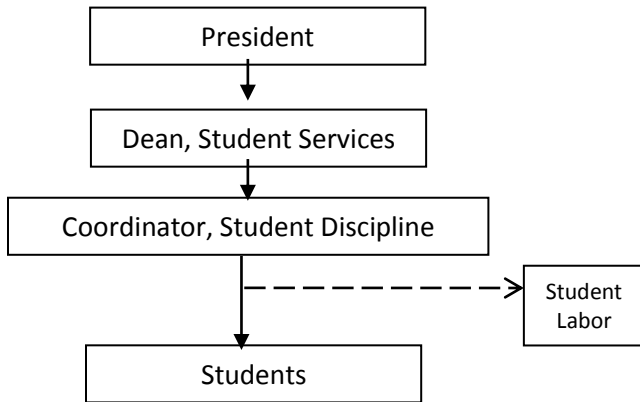 President
Dean, Student Services
Coordinator, Student Discipline
Student
Labor
Students